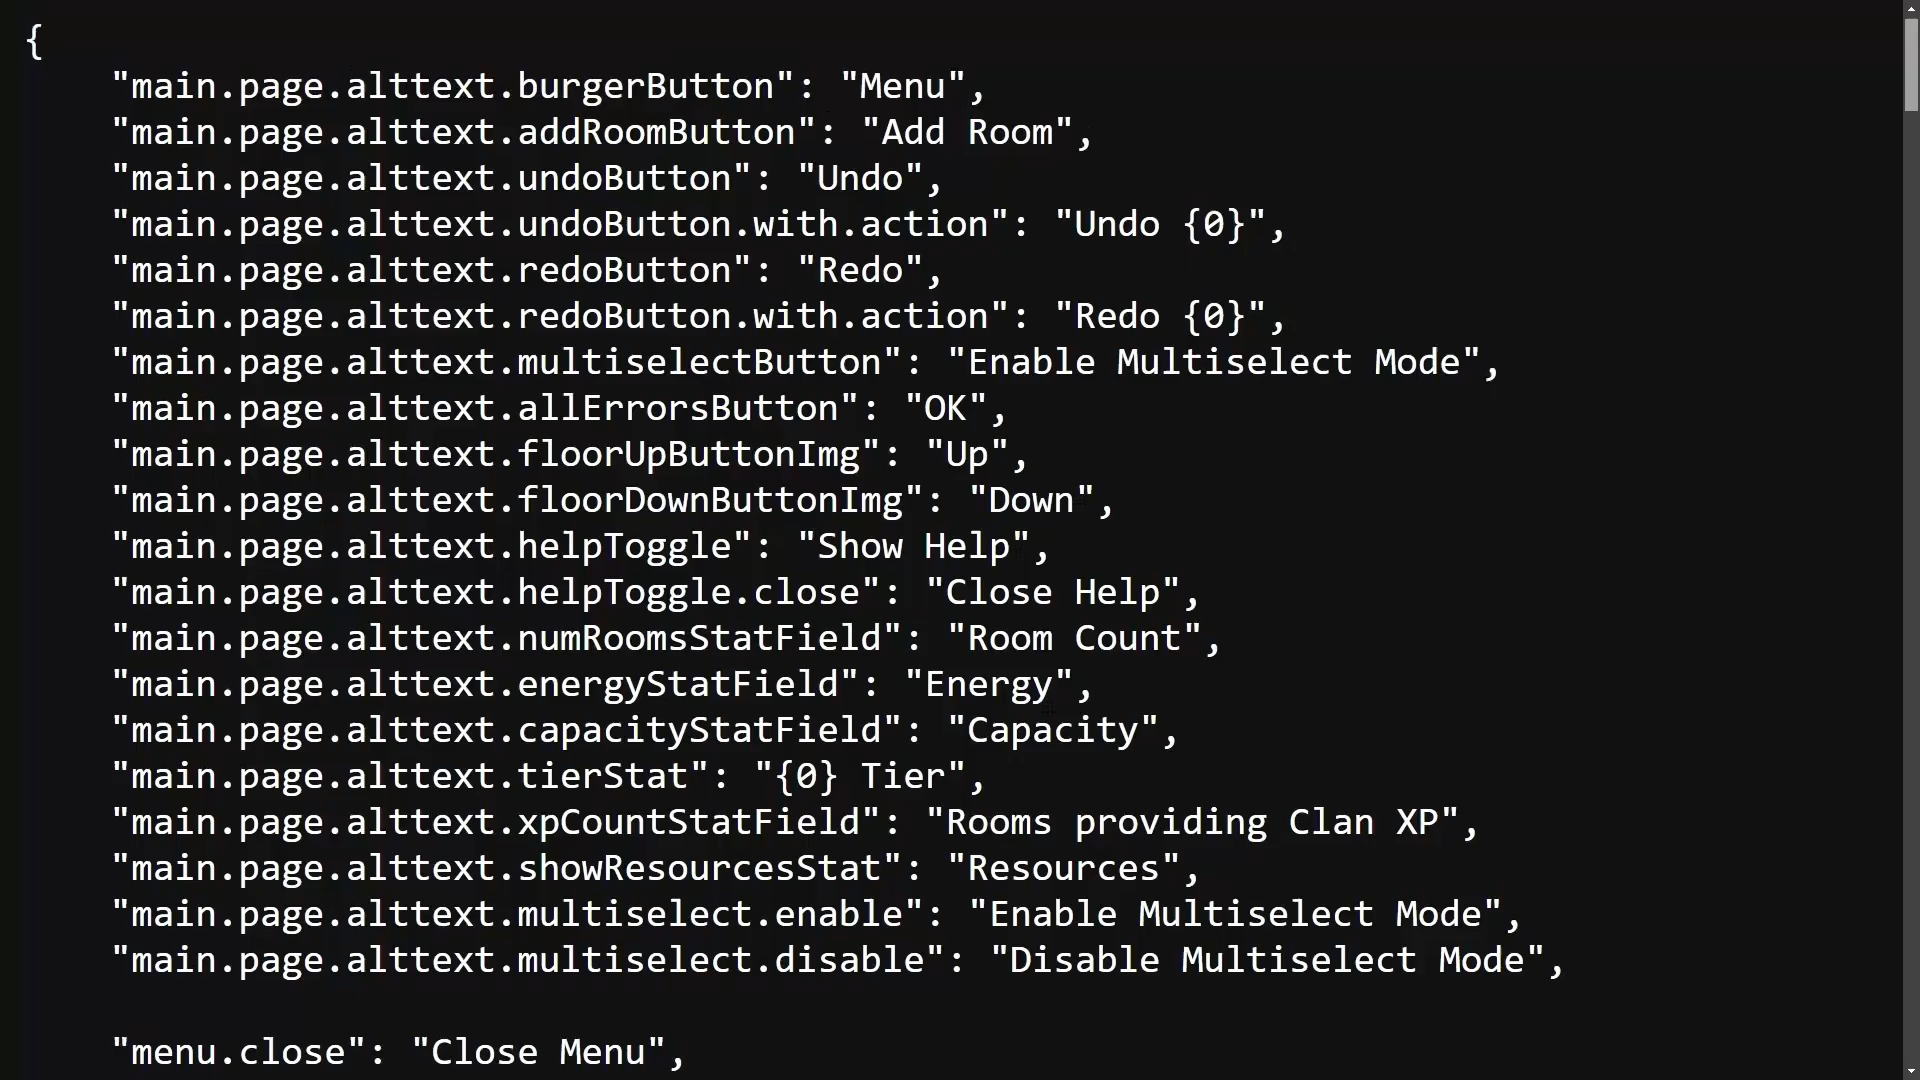 {
"main.page.alttext.burgerButton": "Menu",
"main.page.alttext.addRoomButton": "Add Room",
"main.page.alttext.undoButton": "Undo",
"main.page.alttext.undoButton.with.action": "Undo {0}",
"main.page.alttext.redoButton": "Redo",
"main.page.alttext.redoButton.with.action": "Redo {0}",
"main.page.alttext.multiselectButton": "Enable Multiselect Mode",
"main.page.alttext.allErrorsButton": "OK",
"main.page.alttext.floorUpButtonImg": "Up",
"main.page.alttext.floorDownButtonImg": "Down",
"main.page.alttext.helpToggle": "Show Help",
"main.page.alttext.helpToggle.close": "Close Help",
"main.page.alttext.numRoomsStatField": "Room Count",
"main.page.alttext.energyStatField": "Energy",
"main.page.alttext.capacityStatField": "Capacity",
"main.page.alttext.tierStat": "{0} Tier",
"main.page.alttext.xpCountStatField": "Rooms providing Clan XP",
"main.page.alttext.showResourcesStat": "Resources",
"main.page.alttext.multiselect.enable": "Enable Multiselect Mode",
"main.page.alttext.multiselect.disable": "Disable Multiselect Mode",
"menu.close": "Close Menu",